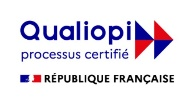 Qualiopi
processus certifié
RÉPUBLIQUE FRANÇAISE